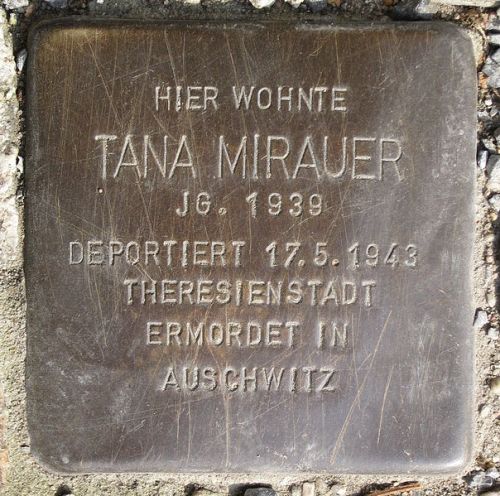 HIER WOHNTE
TANA MIRAUER
JG. 1939
DEPORTIERT 17.5.1943
THERESIENSTADT
ERMORDET IN
AUSCHWITZ